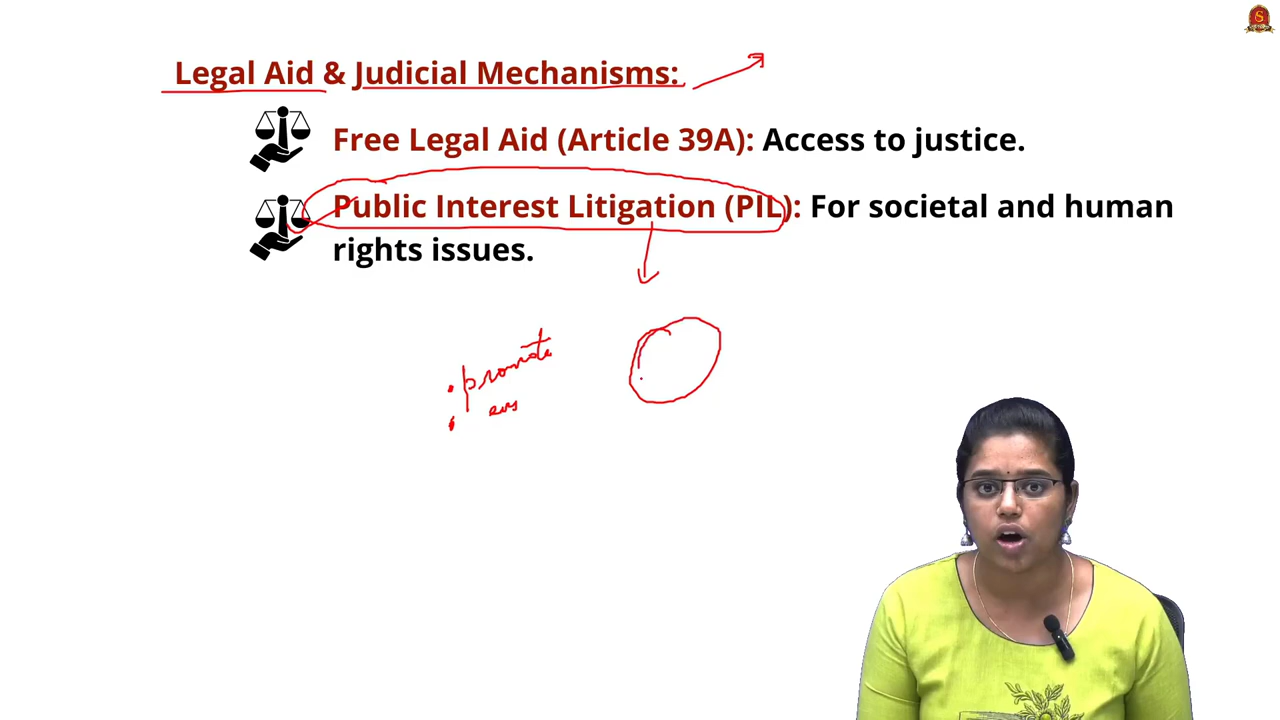 Legal Aid & Judicial Mechanisms:
Free Legal Aid (Article 39A): Access to justice.
Public Interest Litigation (PIL): For societal and human
rights issues.
• promote
•